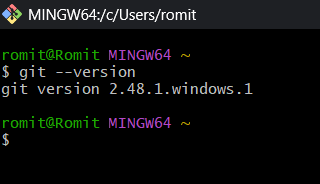 MINGW64:/c/Users/romit
romit@Romit MINGW64 ~
$ git --version
git version 2.48.1.windows.1
romit@Romit MINGW64 ~
$